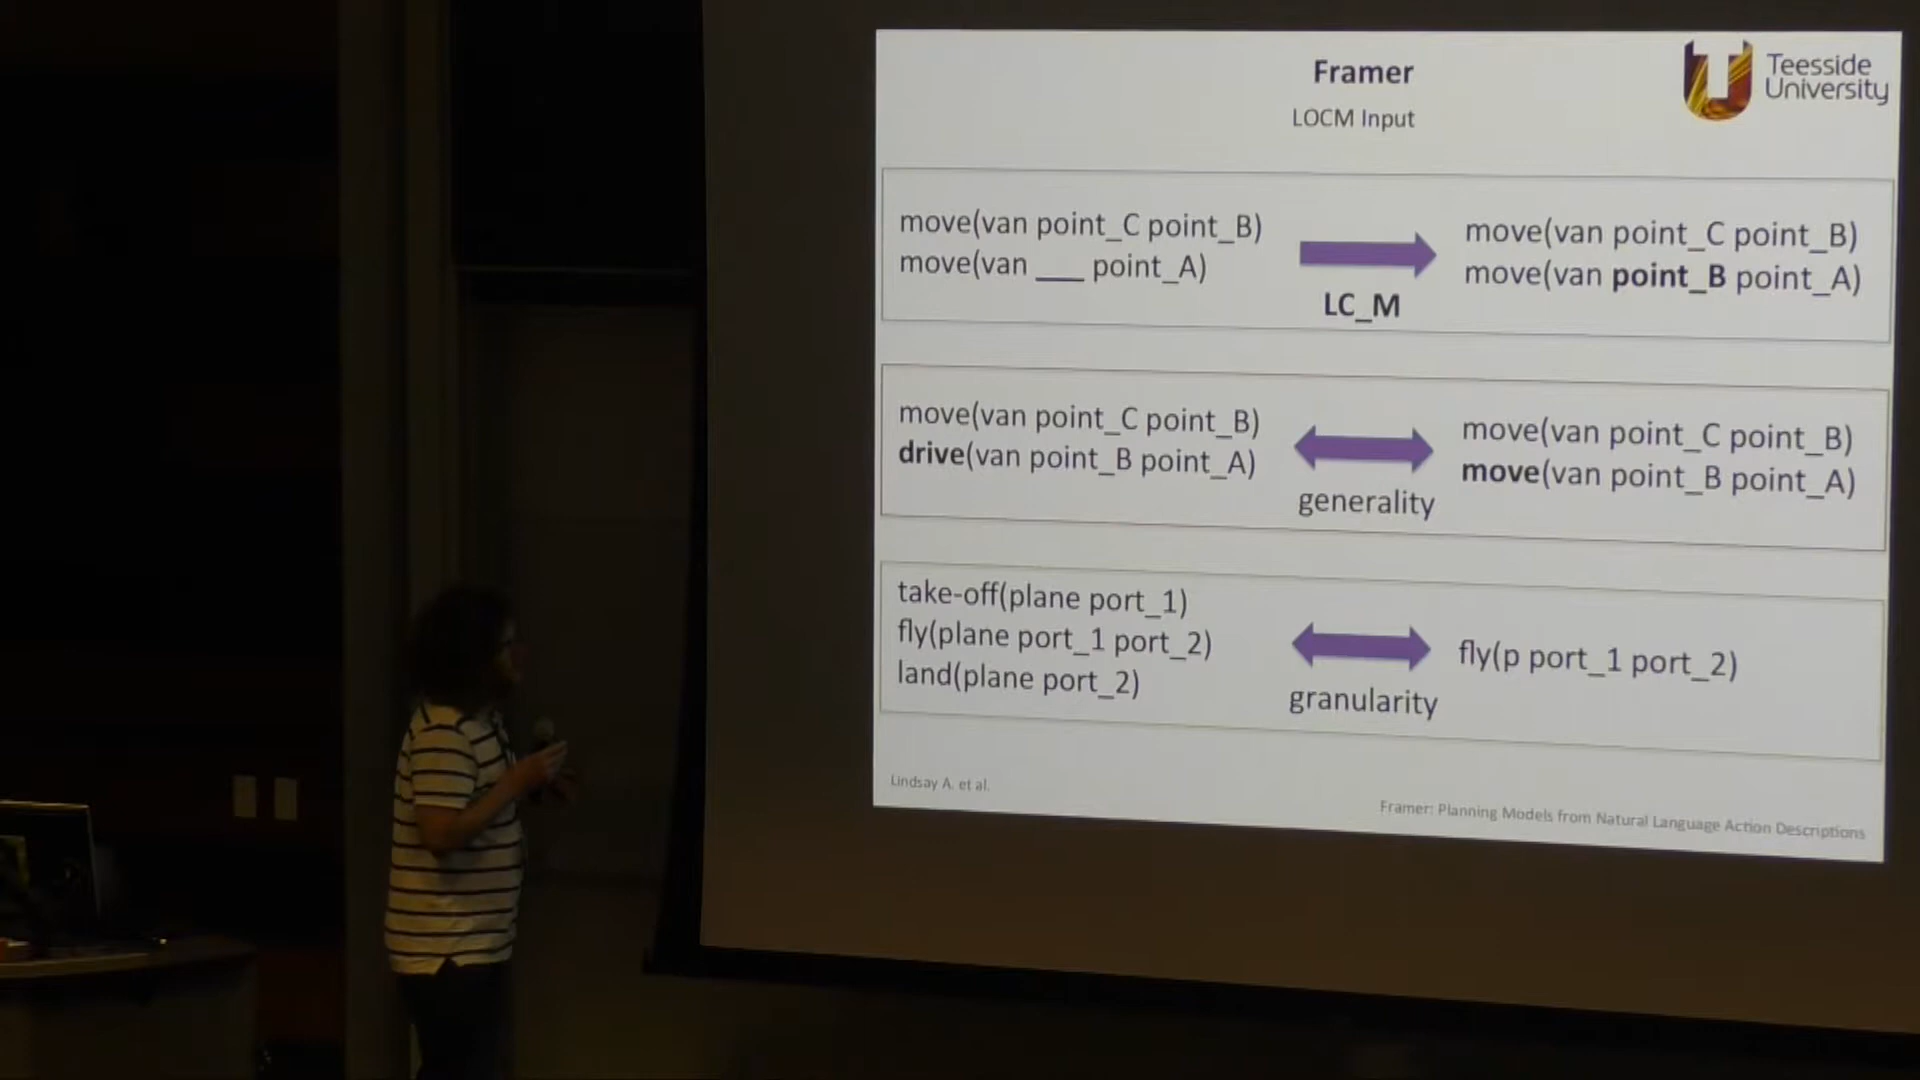 Framer
LOCM Input
Teesside
University
move(van point_C point_B)
move(van ___ point_A)
LC_M
move(van point_C point_B)
move(van point_B point_A)
move(van point_C point_B)
drive(van point_B point_A)
generality
move(van point_C point_B)
move(van point_B point_A)
take-off(plane port_1)
fly(plane port_1 port_2)
land(plane port_2)
granularity
fly(p port_1 port_2)
Lindsay A. et al.
Framer: Planning Models from Natural Language Action Descriptions